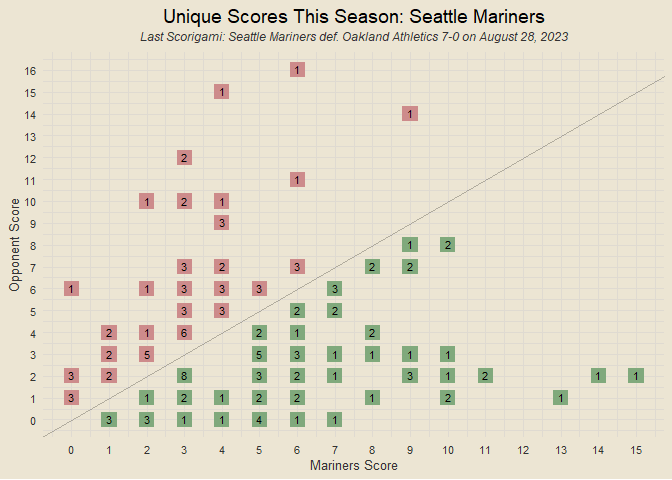 Unique Scores This Season: Seattle Mariners
Last Scorigami: Seattle Mariners def. Oakland Athletics 7-0 on August 28, 2023
16 1
15 1
14 1
13
12 2
11 1
10 1 2 1
9 3
8 1 2
7 3 2 3 2 2
6 1 1 3 3 3 3
5 3 3 2 2
4 2 1 6 2 1 2
3 2 5 5 3 1 1 3 1
2 3 2 8 3 2 1 3 1 2 1 1
1 3 1 2 1 2 2 1 2 1
0 3 3 1 1 4 1 1
Opponent Score
0 1 2 3 4 5 6 7 8 9 10 11 12 13 14 15
Mariners Score